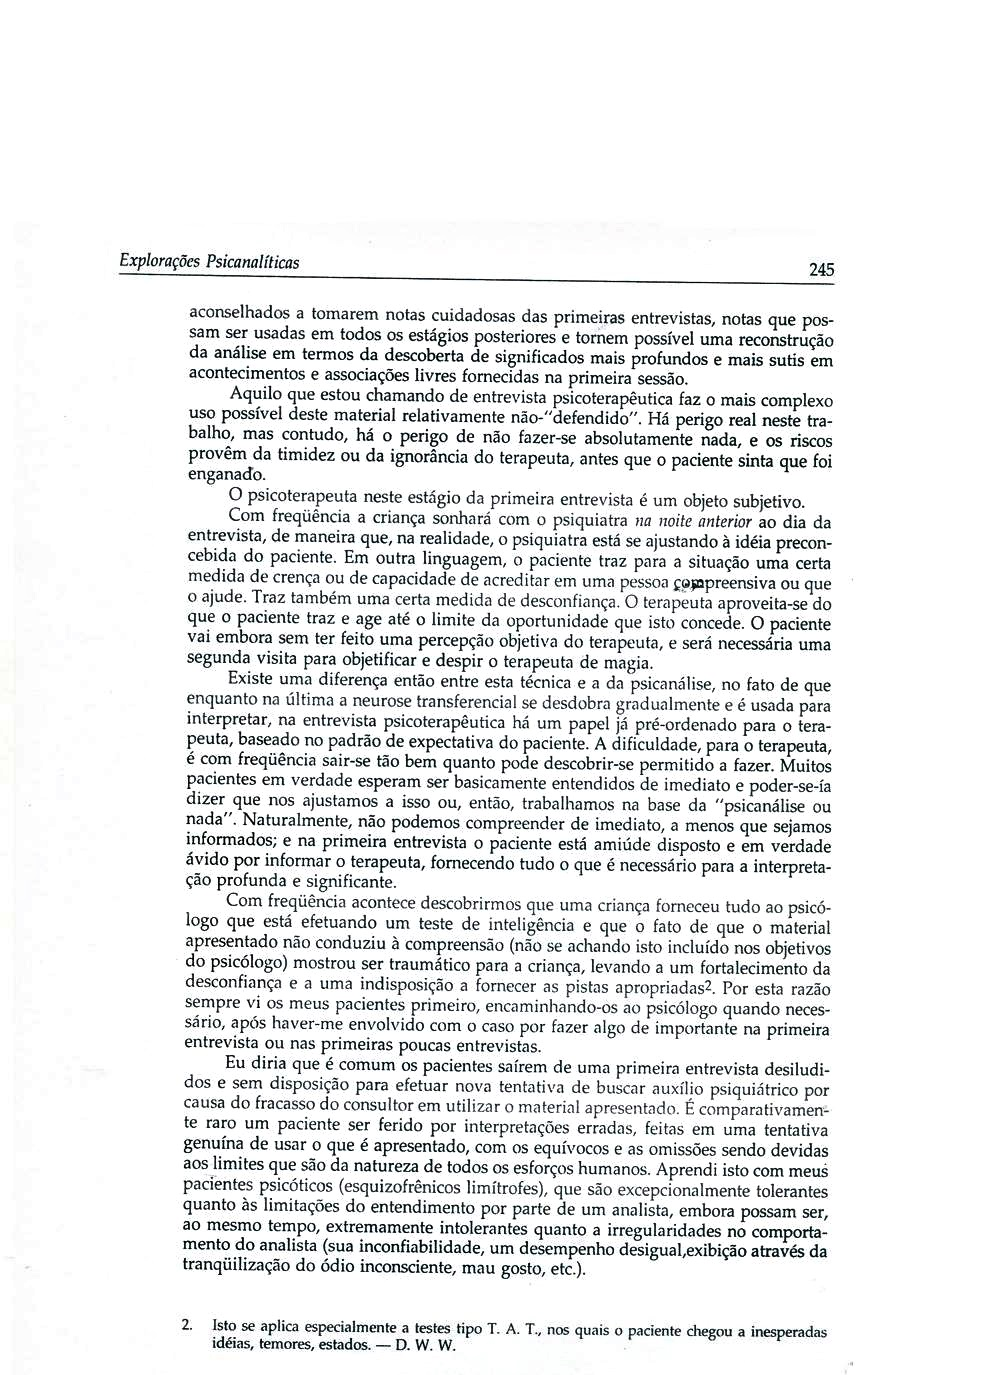 Explorações Psicanalíticas
245
aconselhados a tomarem notas cuidadosas das primeiras entrevistas, notas que pos-
sam ser usadas em todos os estágios posteriores e tornem possível uma reconstrução
da análise em termos da descoberta de significados mais profundos e mais sutis em
acontecimentos e associações livres fornecidas na primeira sessão.
Aquilo que estou chamando de entrevista psicoterapêutica faz o mais complexo
uso possível deste material relativamente não-"defendido". Há perigo real neste tra-
balho, mas contudo, há o perigo de não fazer-se absolutamente nada, e os riscos
provêm da timidez ou da ignorância do terapeuta, antes que o paciente sinta que foi
enganado.
O psicoterapeuta neste estágio da primeira entrevista é um objeto subjetivo.
Com freqüência a criança sonhará com o psiquiatra na noite anterior ao dia da
entrevista, de maneira que, na realidade, o psiquiatra está se ajustando à idéia precon-
cebida do paciente. Em outra linguagem, o paciente traz para a situação uma certa
medida de crença ou de capacidade de acreditar em uma pessoa compreensiva ou que
o ajude. Traz também uma certa medida de desconfiança. O terapeuta aproveita-se do
que o paciente traz e age até o limite da oportunidade que isto concede. O paciente
vai embora sem ter feito uma percepção objetiva do terapeuta, e será necessária uma
segunda visita para objetificar e despir o terapeuta de magia.
Existe uma diferença então entre esta técnica e a da psicanálise, no fato de que
enquanto na última a neurose transferencial se desdobra gradualmente e é usada para
interpretar, na entrevista psicoterapêutica há um papel já pré-ordenado para o tera-
peuta, baseado no padrão de expectativa do paciente. A dificuldade, para o terapeuta,
é com freqüência sair-se tão bem quanto pode descobrir-se permitido a fazer. Muitos
pacientes em verdade esperam ser basicamente entendidos de imediato e poder-se-ía
dizer que nos ajustamos a isso ou, então, trabalhamos na base da "psicanálise ou
nada". Naturalmente, não podemos compreender de imediato, a menos que sejamos
informados; e na primeira entrevista o paciente está amiúde disposto e em verdade
ávido por informar o terapeuta, fornecendo tudo o que é necessário para a interpreta-
ção profunda e significante.
Com freqüência acontece descobrirmos que uma criança forneceu tudo ao psicó-
logo que está efetuando um teste de inteligência e que o fato de que o material
apresentado não conduziu à compreensão (não se achando isto incluído nos objetivos
do psicólogo) mostrou ser traumático para a criança, levando a um fortalecimento da
desconfiança e a uma indisposição a fornecer as pistas apropriadas². Por esta razão
sempre vi os meus pacientes primeiro, encaminhando-os ao psicólogo quando neces-
sário, após haver-me envolvido com o caso por fazer algo de importante na primeira
entrevista ou nas primeiras poucas entrevistas.
Eu diria que é comum os pacientes saírem de uma primeira entrevista desiludi-
dos e sem disposição para efetuar nova tentativa de buscar auxílio psiquiátrico por
causa do fracasso do consultor em utilizar o material apresentado. É comparativamen-
te raro um paciente ser ferido por interpretações erradas, feitas em uma tentativa
genuína de usar o que é apresentado, com os equívocos e as omissões sendo devidas
aos limites que são da natureza de todos os esforços humanos. Aprendi isto com meus
pacientes psicóticos (esquizofrênicos limítrofes), que são excepcionalmente tolerantes
quanto às limitações do entendimento por parte de um analista, embora possam ser,
ao mesmo tempo, extremamente intolerantes quanto a irregularidades no comporta-
mento do analista (sua inconfiabilidade, um desempenho desigual,exibição através da
tranqüilização do ódio inconsciente, mau gosto, etc.).
2. Isto se aplica especialmente a testes tipo T. A. T., nos quais o paciente chegou a inesperadas
idéias, temores, estados. — D. W. W.